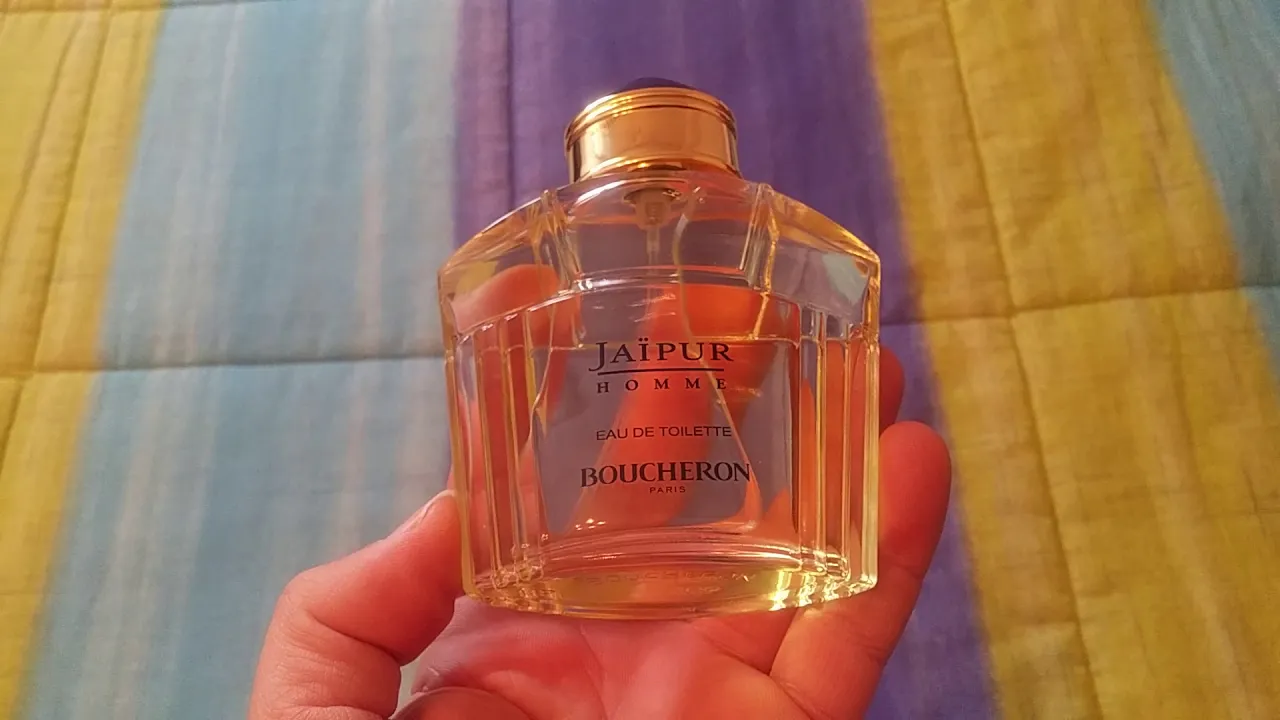 JAÏPUR
HOMME
EAU DE TOILETTE
BOUCHERON
PARIS